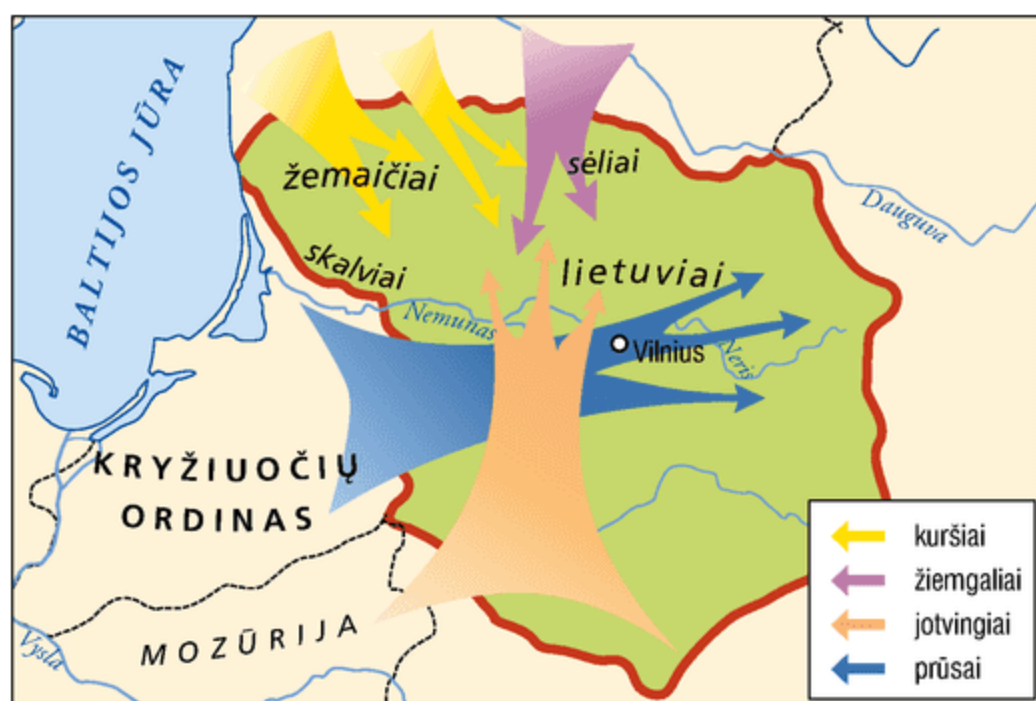 BALTIJOS JŪRA
žemaičiai
sėliai
Dauguva
skalviai
lietuviai
Nemunas
Vilnius
Neris
KRYŽIUOČIŲ
ORDINAS
MOZŪRIJA
Vysla
kuršiai
žiemgaliai
jotvingiai
prūsai